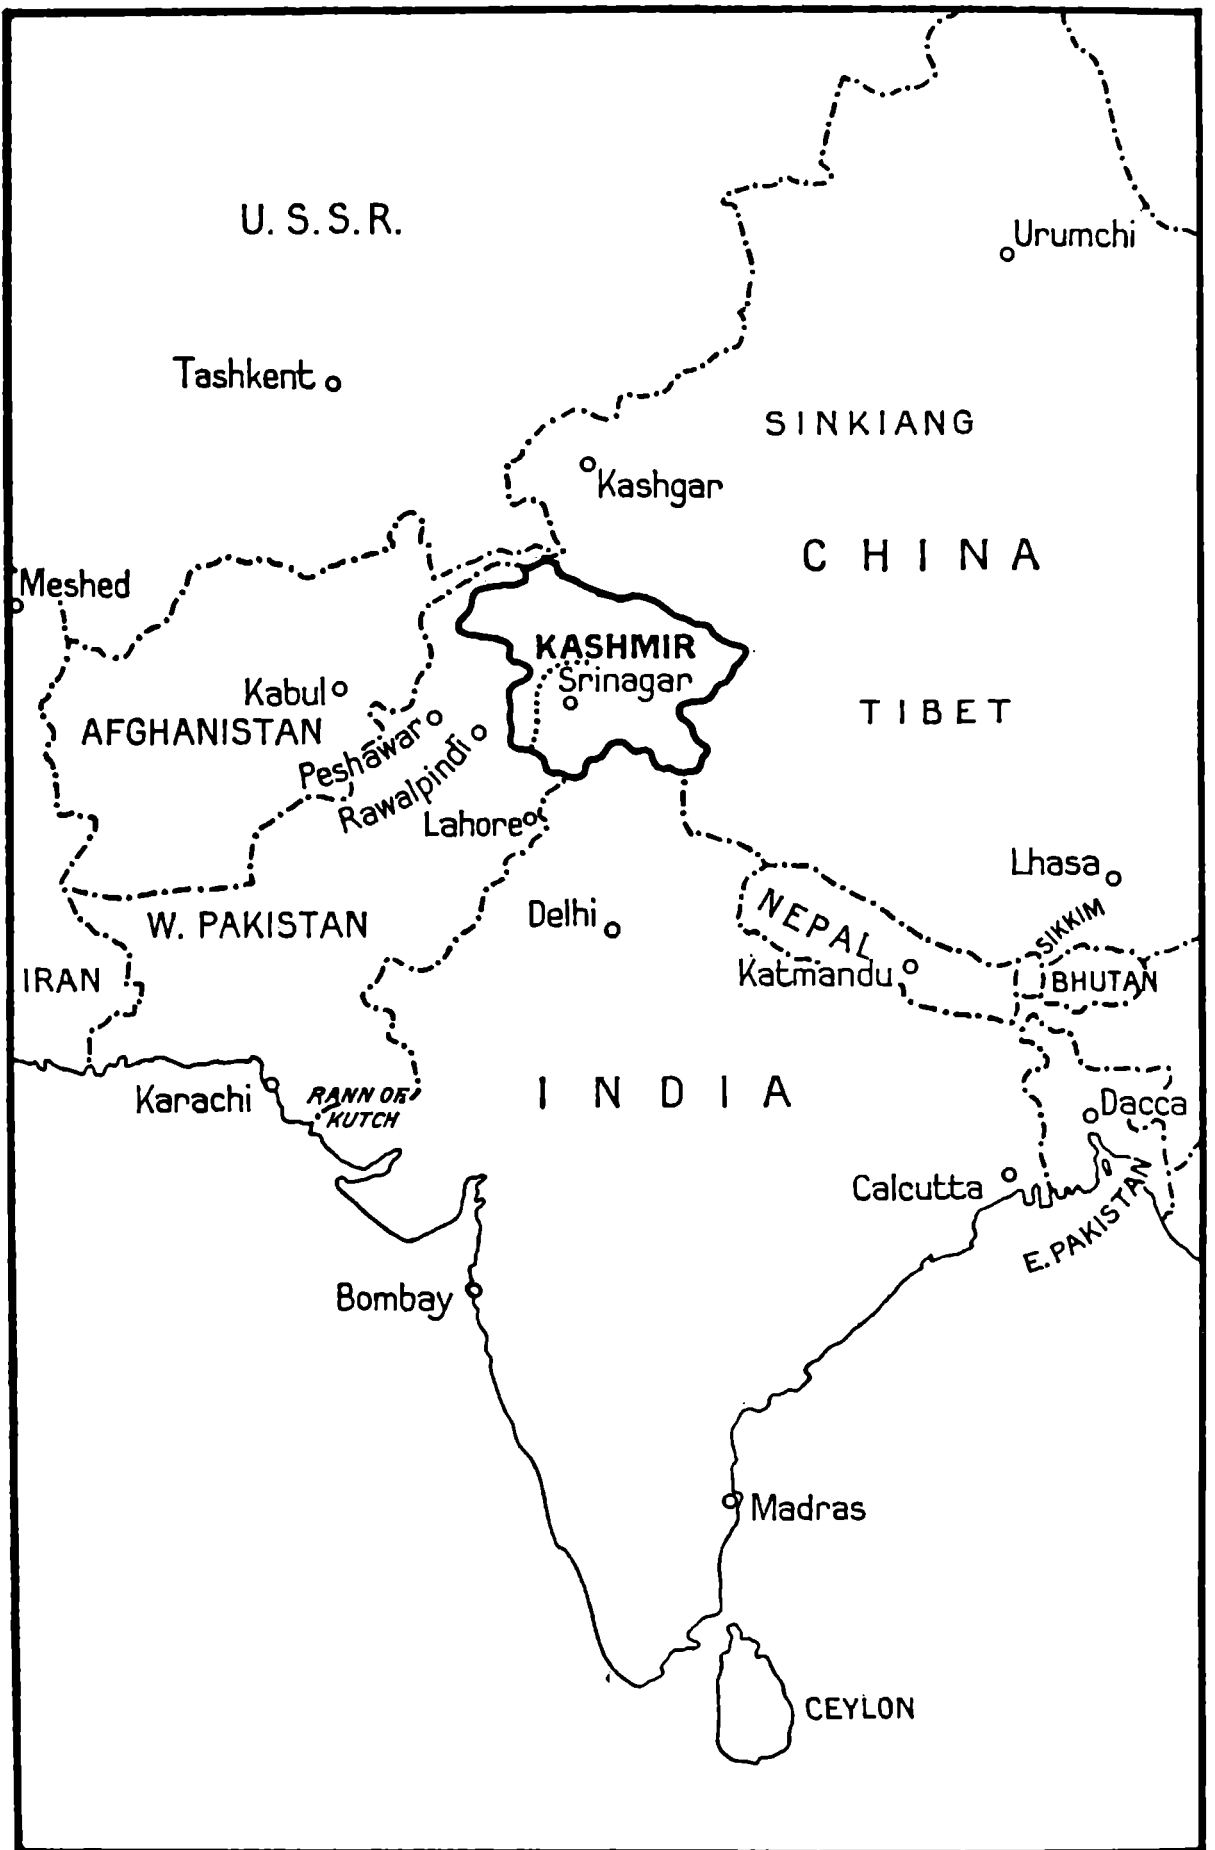 U.S.S.R.
Urumchi
Tashkent
SINKIANG
Kashgar
CHINA
Meshed
KASHMIR
Srinagar
Kabul
TIBET
AFGHANISTAN
Peshawar
Rawalpindi
Lahore
Lhasa
W. PAKISTAN
Delhi
NEPAL
SIKKIM
IRAN
Katmandu
BHUTAN
Karachi
RANN OF
KUTCH
INDIA
Dacca
Calcutta
E. PAKISTAN
Bombay
Madras
CEYLON